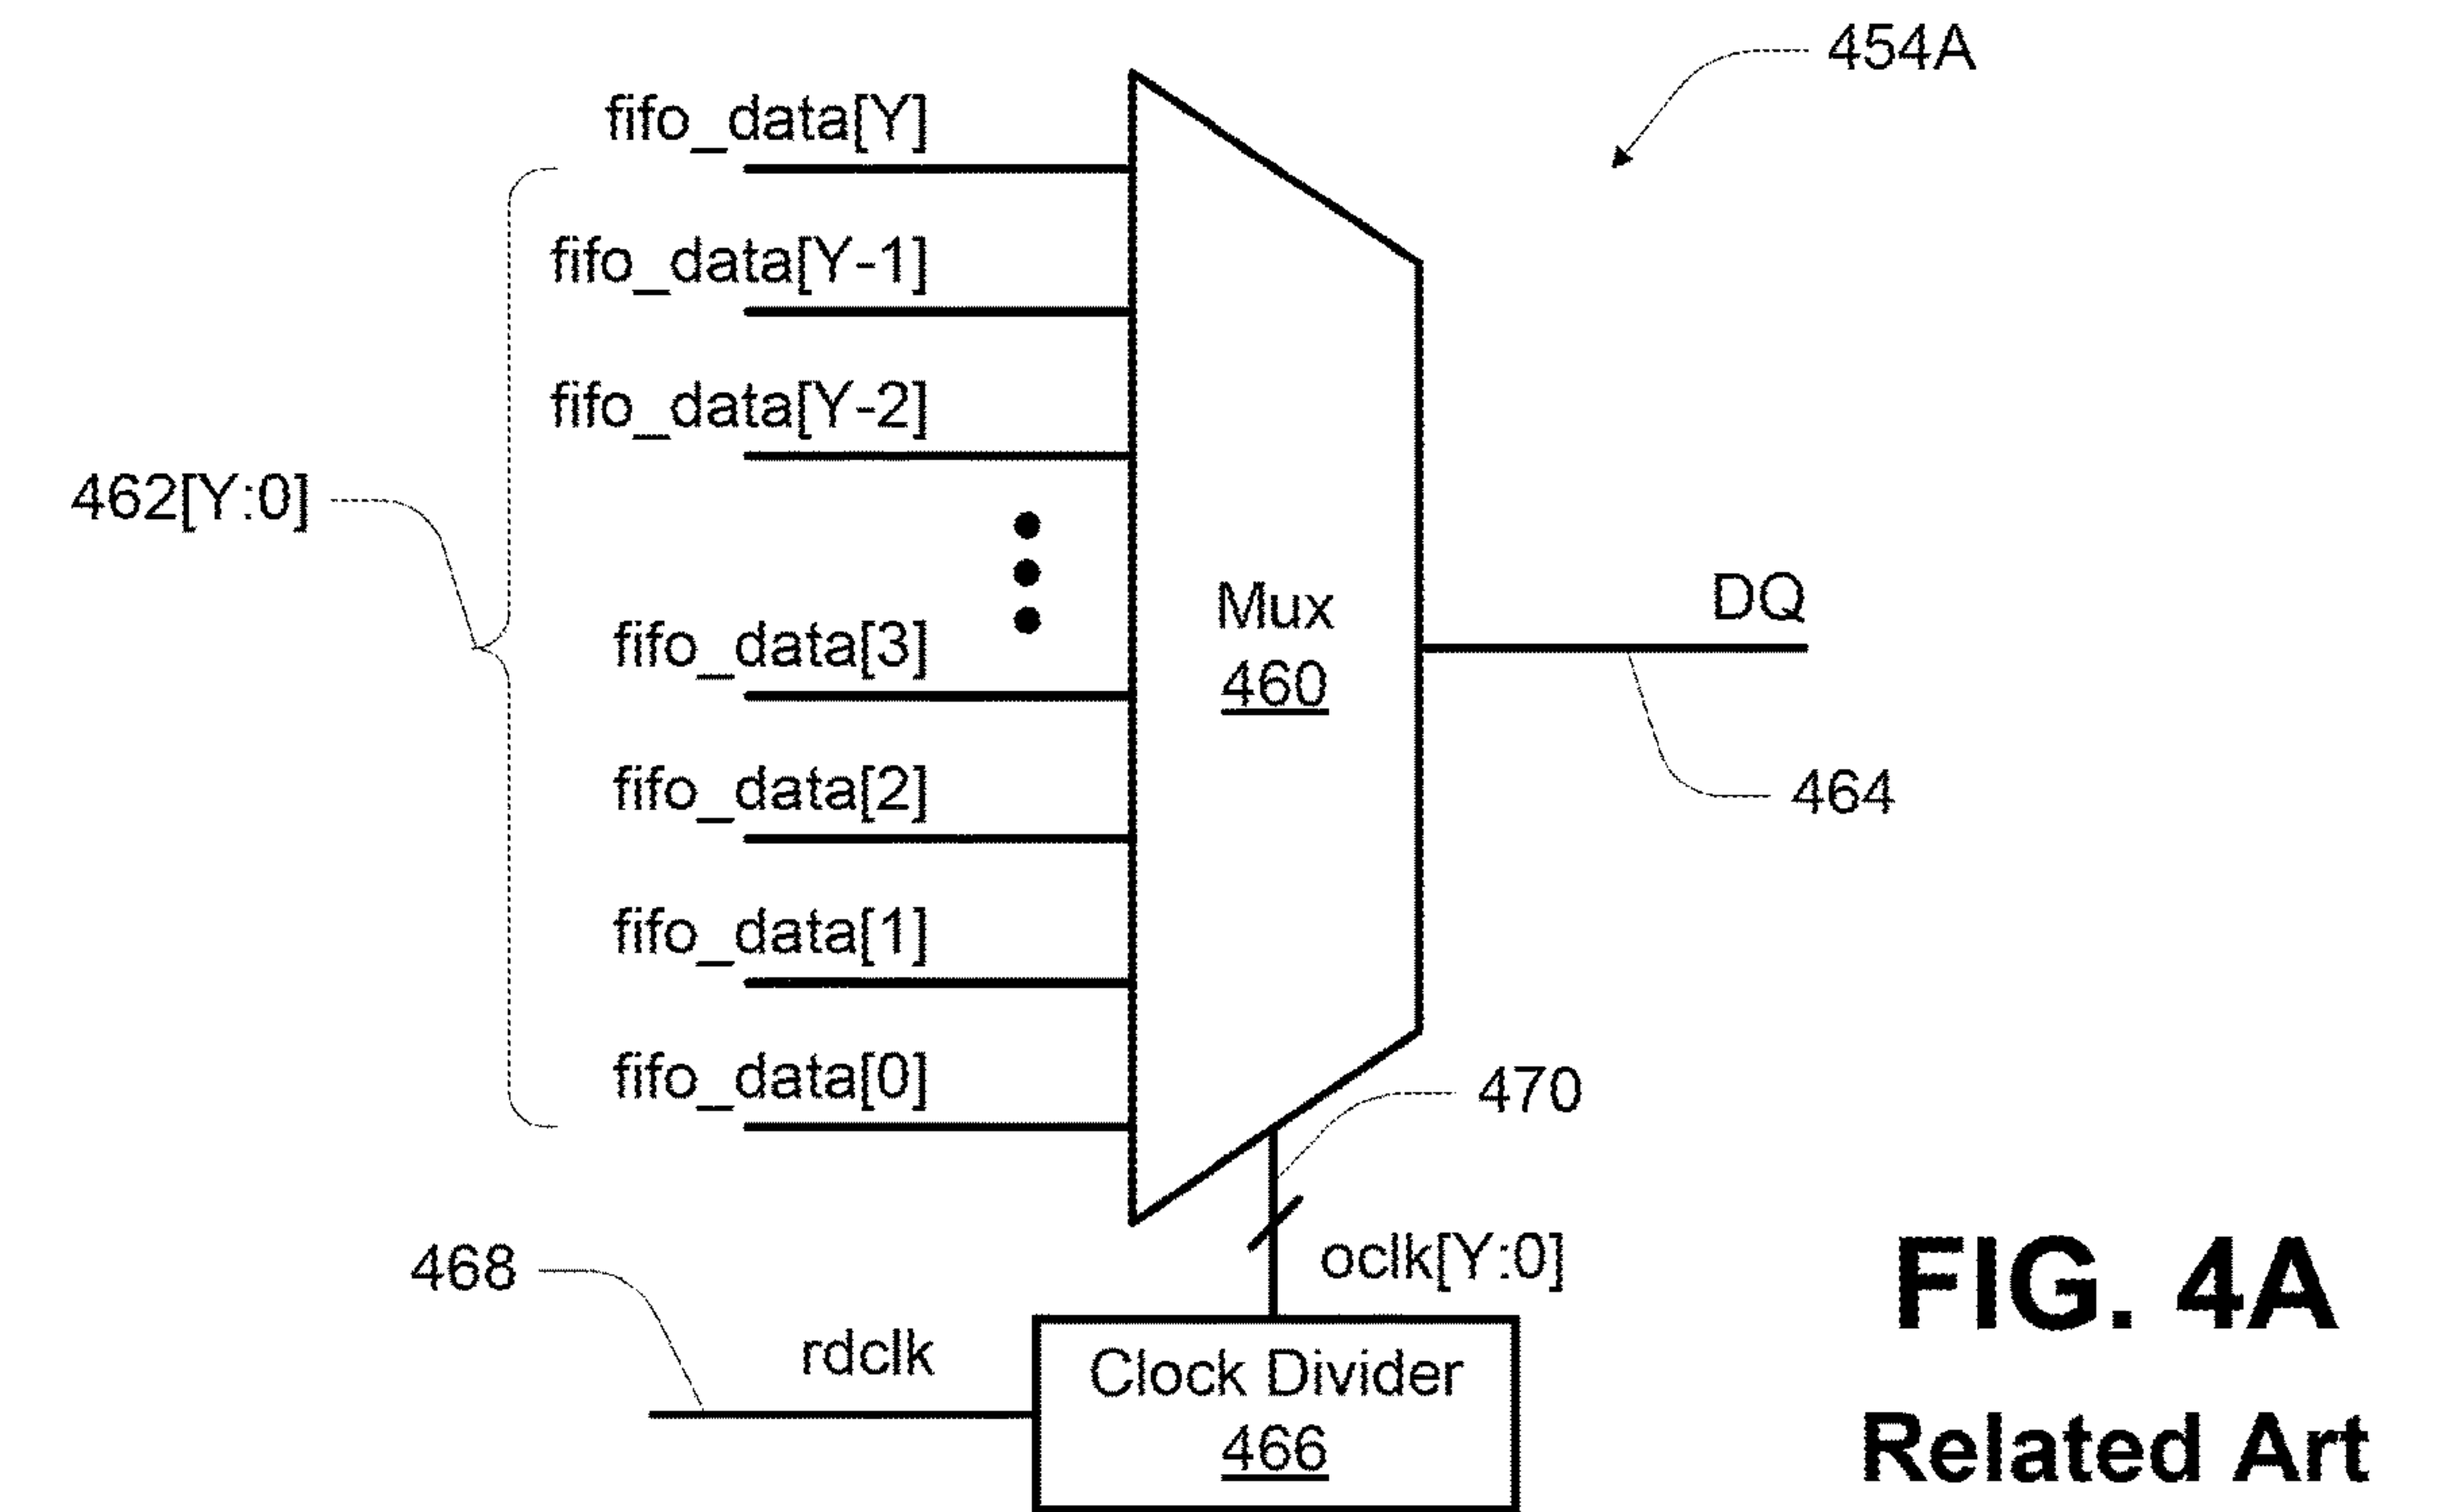 454A
fifo_data[Y]
fifo_data[Y-1]
fifo_data[Y-2]
462[Y:0]
fifo_data[3]
Mux
460
DQ
464
fifo_data[2]
fifo_data[1]
fifo_data[0]
470
oclk[Y:0]
468
rdclk
Clock Divider
466
FIG. 4A
Related Art